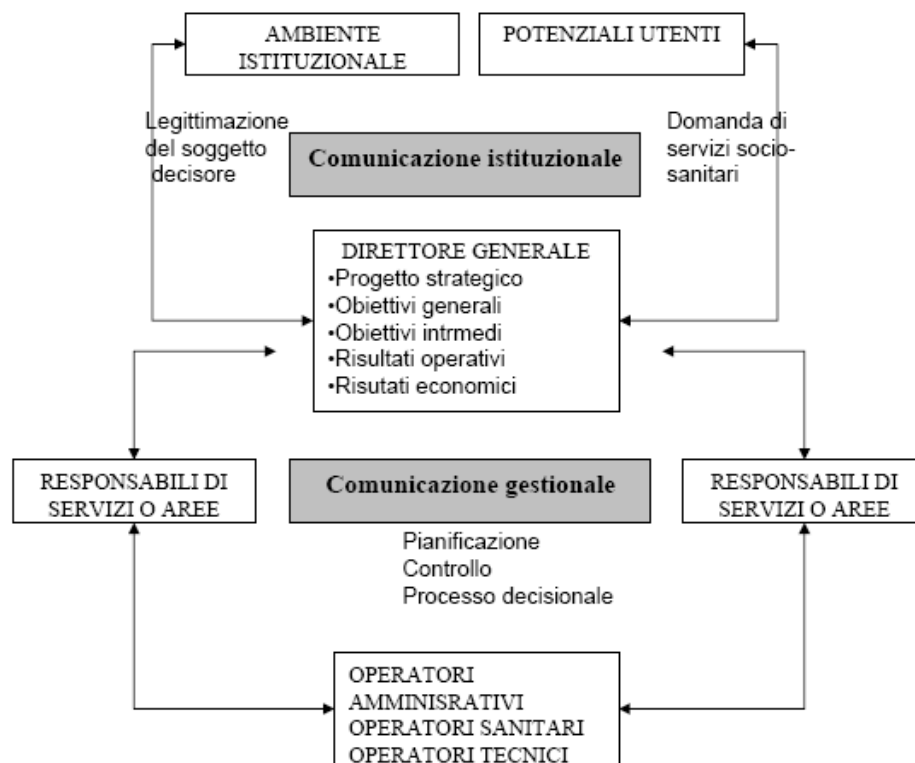 AMBIENTE
ISTITUZIONALE
POTENZIALI UTENTI
Legittimazione
del soggetto
decisore
Comunicazione istituzionale
Domanda di
servizi socio-
sanitari
DIRETTORE GENERALE
•Progetto strategico
•Obiettivi generali
•Obiettivi intrmedi
•Risultati operativi
•Risutati economici
RESPONSABILI DI
SERVIZI O AREE
Comunicazione gestionale
RESPONSABILI DI
SERVIZI O AREE
Pianificazione
Controllo
Processo decisionale
OPERATORI
AMMINISRATIVI
OPERATORI SANITARI
OPERATORI TECNICI